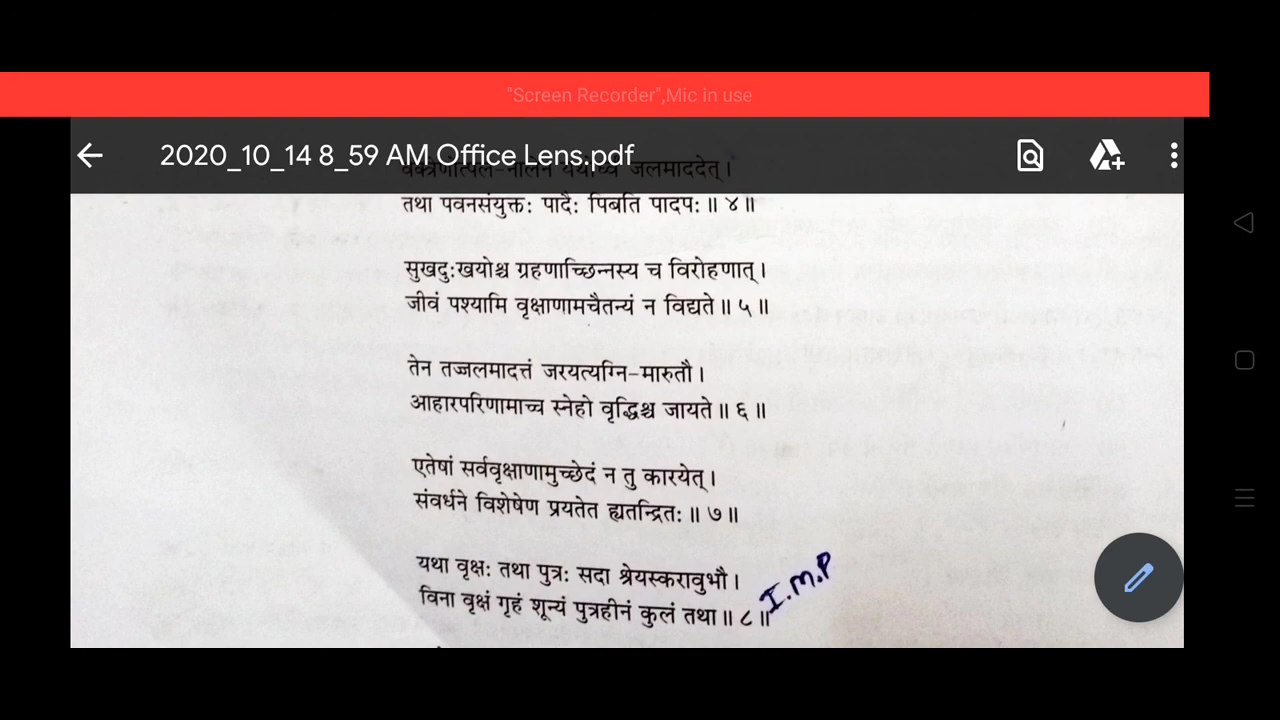 "Screen Recorder",Mic in use
2020_10_14 8_59 AM Office Lens.pdf
जलमाददेत्।
तथा पवनसंयुक्तः पादैः पिबति पादपः॥ ४॥
सुखदुःखयोश्च ग्रहणाच्छिन्नस्य च विरोहणात्।
जीवं पश्यामि वृक्षाणामचैतन्यं न विद्यते॥ ५॥
तेन तज्जलमादत्तं जरयत्यग्नि-मारुतौ।
आहारपरिणामाच्च स्नेहो वृद्धिश्च जायते॥ ६॥
एतेषां सर्ववृक्षाणामुच्छेदं न तु कारयेत्।
संवर्धने विशेषेण प्रयतेत ह्यतन्द्रितः॥ ७॥
यथा वृक्षः तथा पुत्रः सदा श्रेयस्करावुभौ।
विना वृक्षं गृहं शून्यं पुत्रहीनं कुलं तथा॥ ८॥
I.M.P